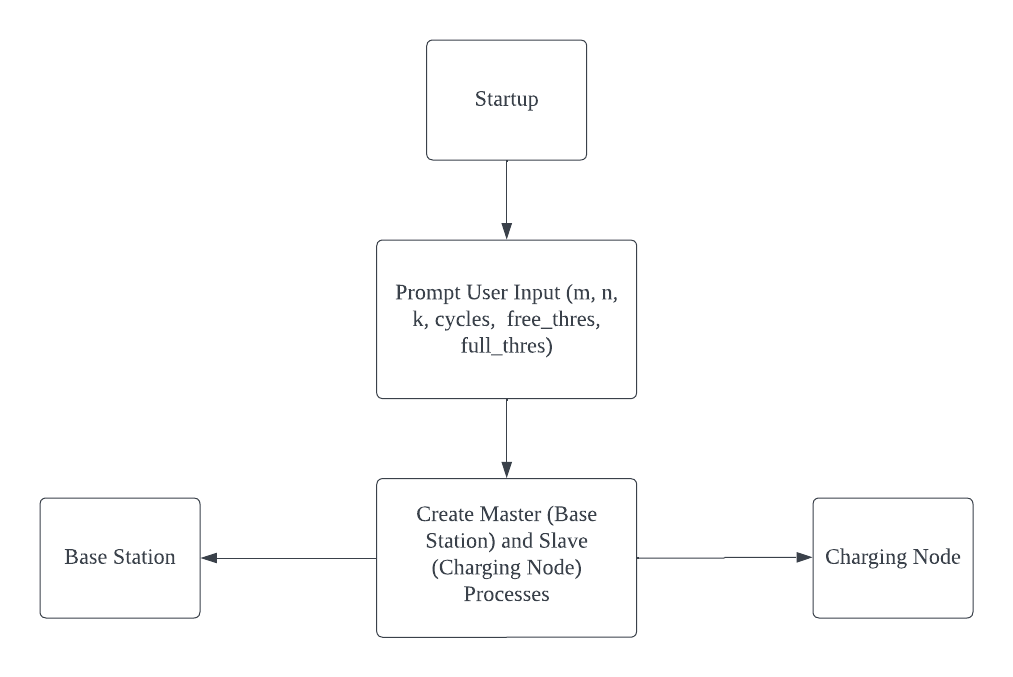 Startup
Prompt User Input (m, n,
k, cycles,  free_thres,
full_thres)
Create Master (Base
Station) and Slave
(Charging Node)
Processes
Base Station
Charging Node